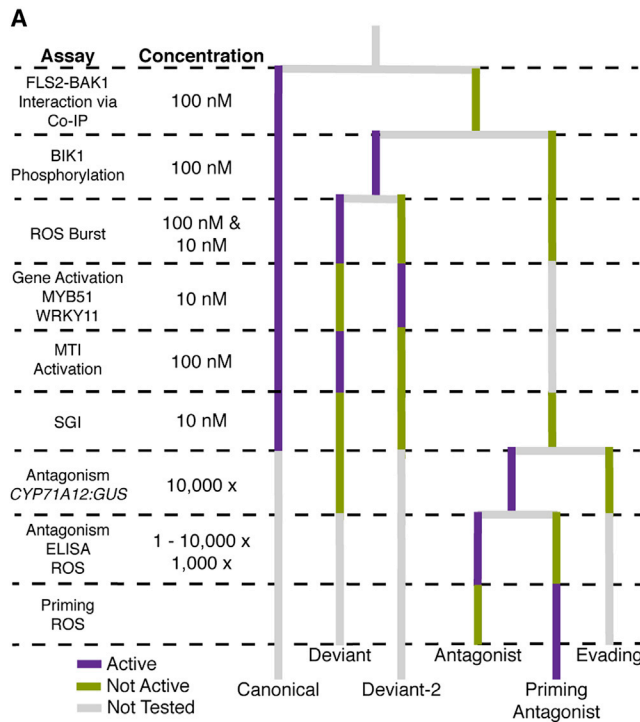 A
Assay Concentration
FLS2-BAK1
Interaction via
Co-IP
100 nM
BIK1
Phosphorylation
100 nM
ROS Burst
100 nM &
10 nM
Gene Activation
MYB51
WRKY11
10 nM
MTI
Activation
100 nM
SGI
10 nM
Antagonism
CYP71A12:GUS
10,000 x
Antagonism
ELISA
ROS
1 - 10,000 x
1,000 x
Priming
ROS
Deviant
Antagonist
Evading
Canonical
Deviant-2
Priming
Antagonist
Active
Not Active
Not Tested